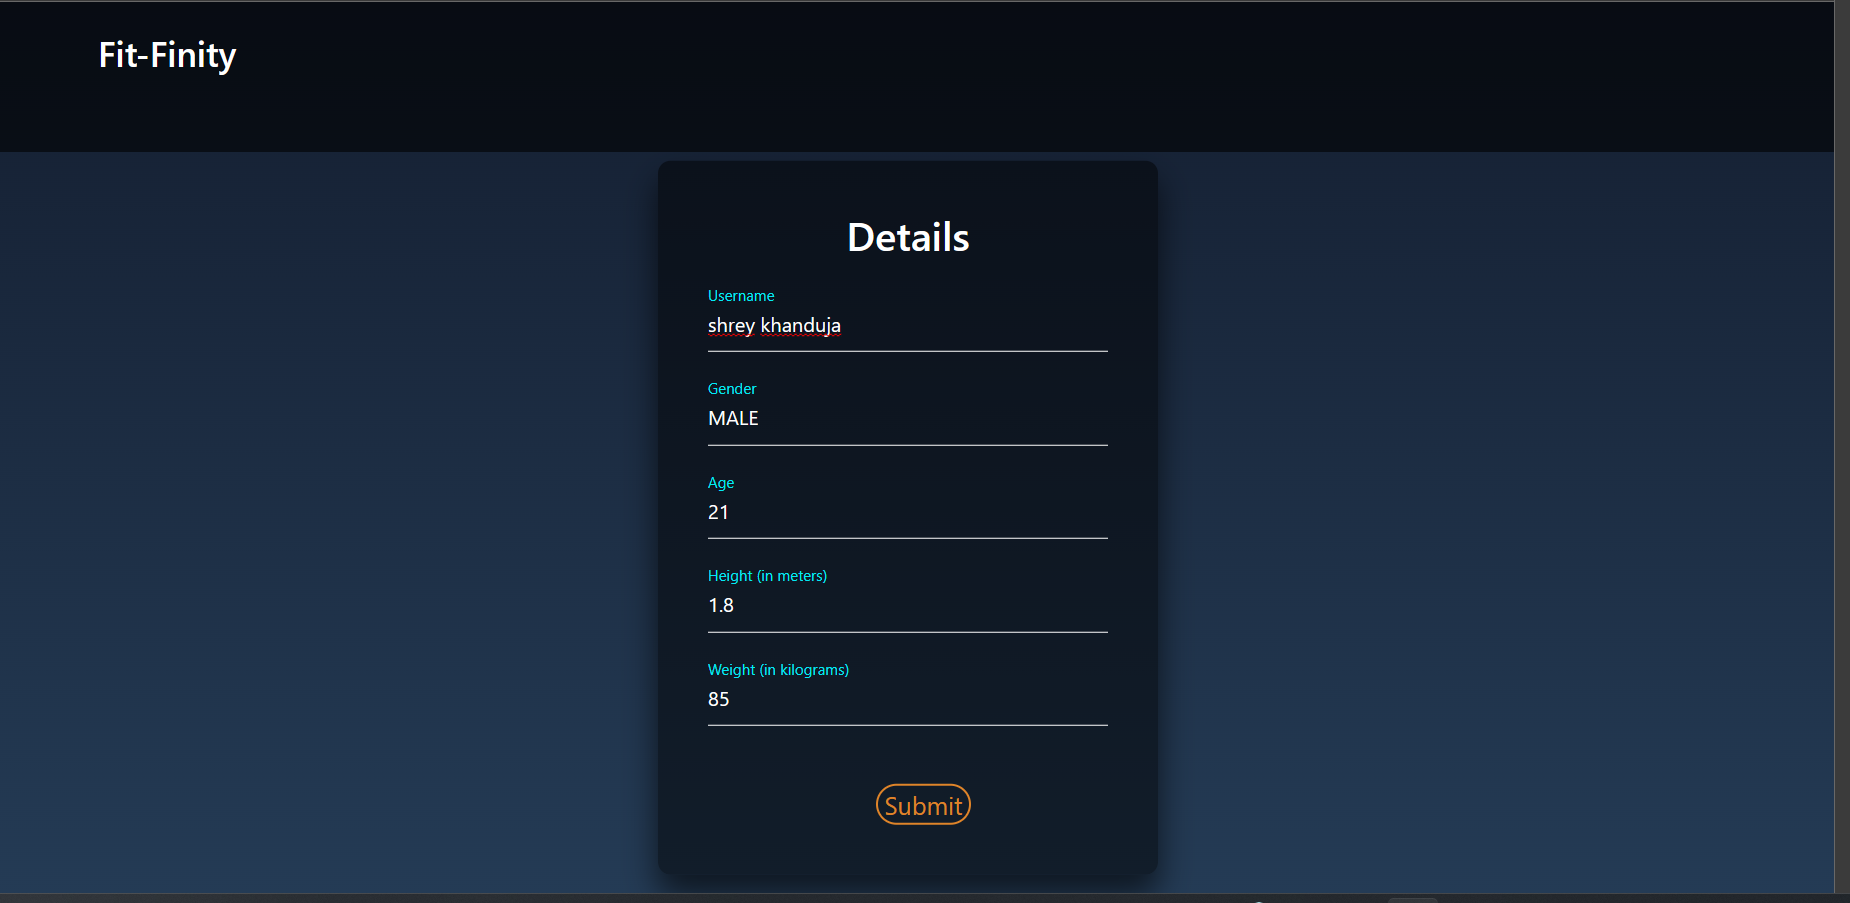 Fit-Finity
Details
Username
shrey khanduja
Gender
MALE
Age
21
Height (in meters)
1.8
Weight (in kilograms)
85
Submit